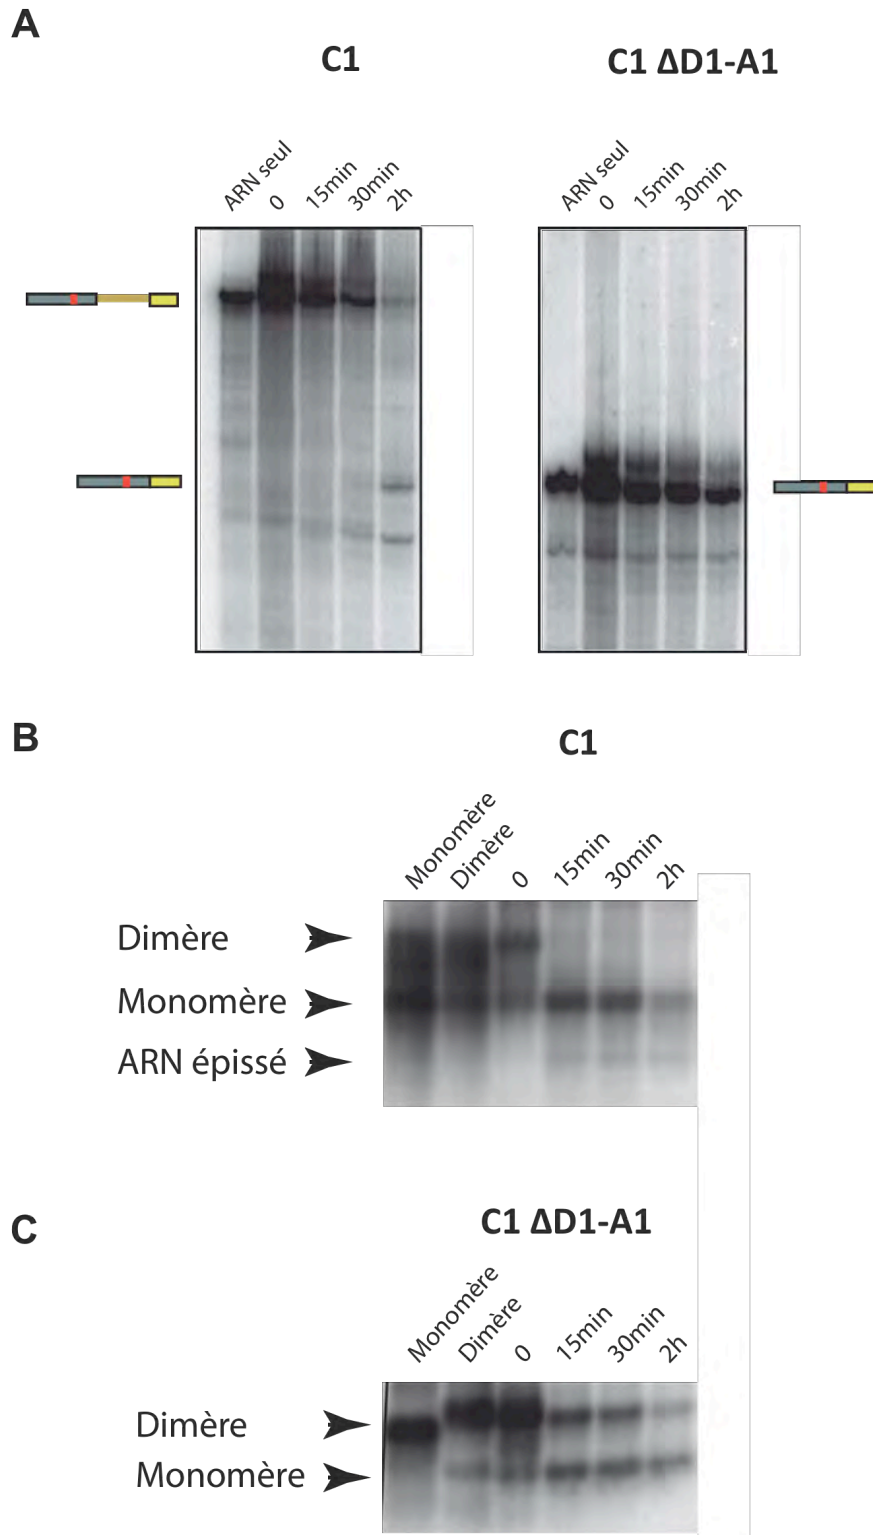 A
C1
C1 ΔD1-A1
ARN seul
0
15min
30min
2h
ARN seul
0
15min
30min
2h
B
C1
Monomère
Dimère
0
15min
30min
2h
Dimère
Monomère
ARN épissé
C
C1 ΔD1-A1
Monomère
Dimère
0
15min
30min
2h
Dimère
Monomère